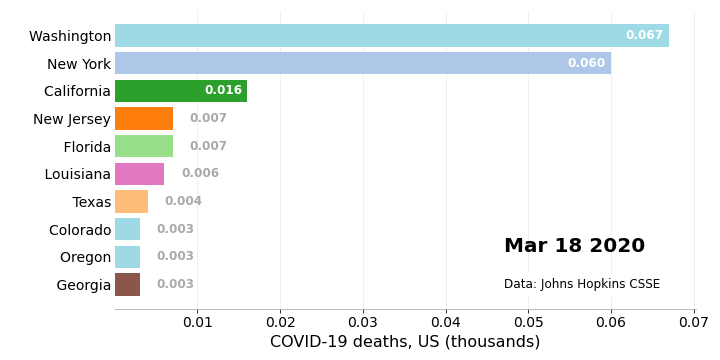 Washington 0.067
New York 0.060
California 0.016
New Jersey 0.007
Florida 0.007
Louisiana 0.006
Texas 0.004
Colorado 0.003
Oregon 0.003
Georgia 0.003
Mar 18 2020
Data: Johns Hopkins CSSE
0.01 0.02 0.03 0.04 0.05 0.06 0.07
COVID-19 deaths, US (thousands)